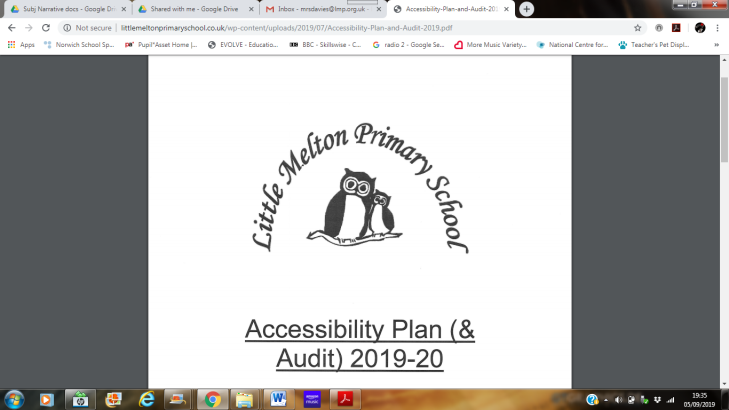 Subj Narrative docs - Google Dri
Shared with me - Google Drive
Inbox - mrsdavies@lmp.org.uk -
Accessibility-Plan-and-Audit-201
Not secure | littlemeltonprimaryschool.co.uk/wp-content/uploads/2019/07/Accessibility-Plan-and-Audit-2019.pdf
Apps
Norwich School Sp...
Pupil*Asset Home |...
EVOLVE - Educatio...
BBC - Skillswise - C...
radio 2 - Google Se...
More Music Variety...
National Centre for...
Teacher's Pet Displ...
»
Little Melton Primary School
Accessibility Plan (&
Audit) 2019-20
amazon
music
19:35
05/09/2019